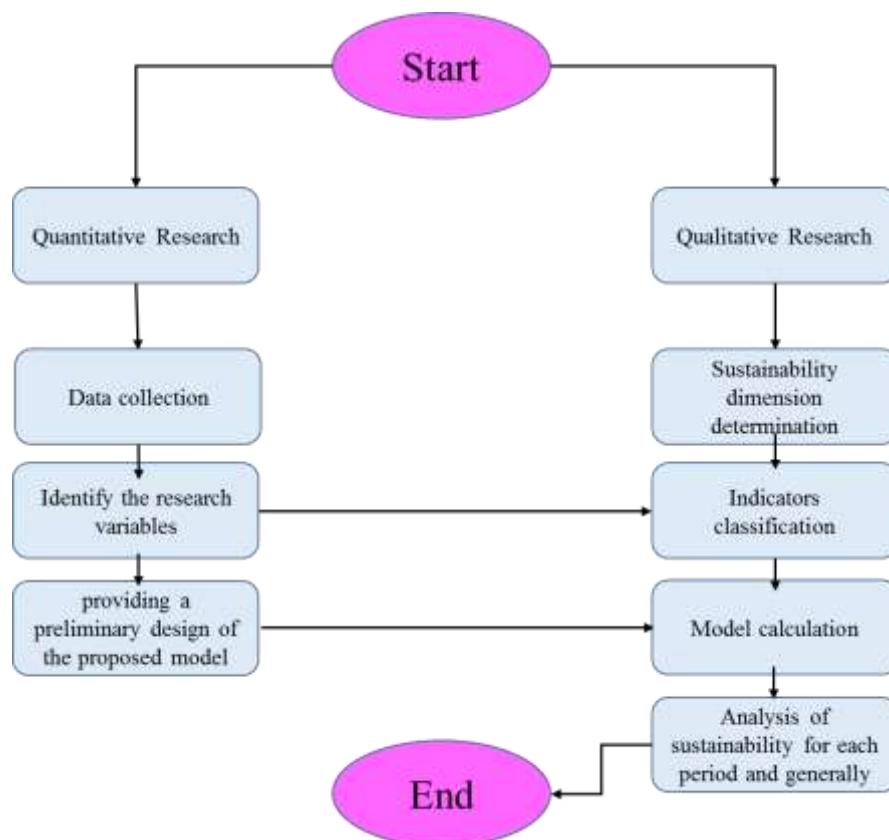 Start
Quantitative Research
Qualitative Research
Data collection
Sustainability
dimension
determination
Identify the research
variables
Indicators
classification
providing a
preliminary design of
the proposed model
Model calculation
Analysis of
sustainability for each
period and generally
End